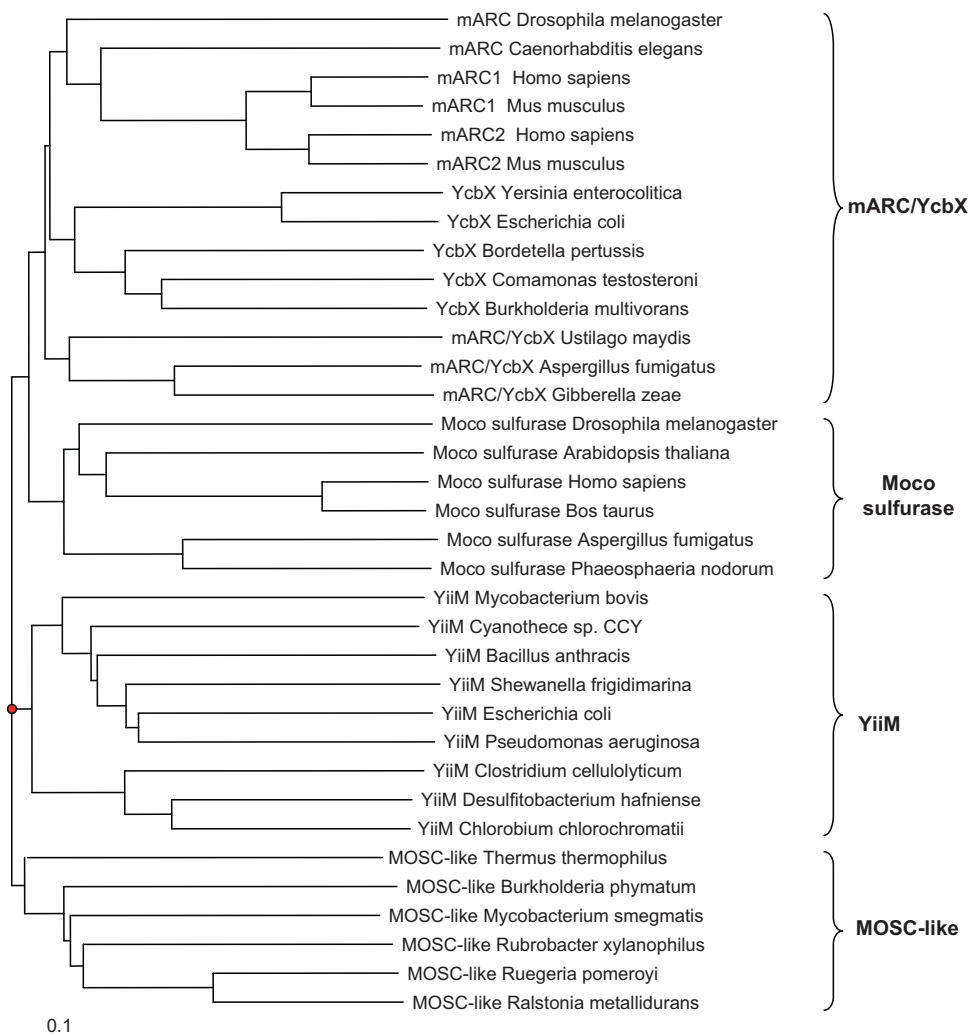 mARC Drosophila melanogaster
mARC Caenorhabditis elegans
mARC1 Homo sapiens
mARC1 Mus musculus
mARC2 Homo sapiens
mARC2 Mus musculus
YcbX Yersinia enterocolitica
YcbX Escherichia coli
YcbX Bordetella pertussis
YcbX Comamonas testosteroni
YcbX Burkholderia multivorans
mARC/YcbX Ustilago maydis
mARC/YcbX Aspergillus fumigatus
mARC/YcbX Gibberella zeae
mARC/YcbX
Moco sulfurase Drosophila melanogaster
Moco sulfurase Arabidopsis thaliana
Moco sulfurase Homo sapiens
Moco sulfurase Bos taurus
Moco sulfurase Aspergillus fumigatus
Moco sulfurase Phaeosphaeria nodorum
Moco
sulfurase
YiiM Mycobacterium bovis
YiiM Cyanothece sp. CCY
YiiM Bacillus anthracis
YiiM Shewanella frigidimarina
YiiM Escherichia coli
YiiM Pseudomonas aeruginosa
YiiM Clostridium cellulolyticum
YiiM Desulfitobacterium hafniense
YiiM Chlorobium chlorochromatii
YiiM
MOSC-like Thermus thermophilus
MOSC-like Burkholderia phymatum
MOSC-like Mycobacterium smegmatis
MOSC-like Rubrobacter xylanophilus
MOSC-like Ruegeria pomeroyi
MOSC-like Ralstonia metallidurans
MOSC-like
0.1